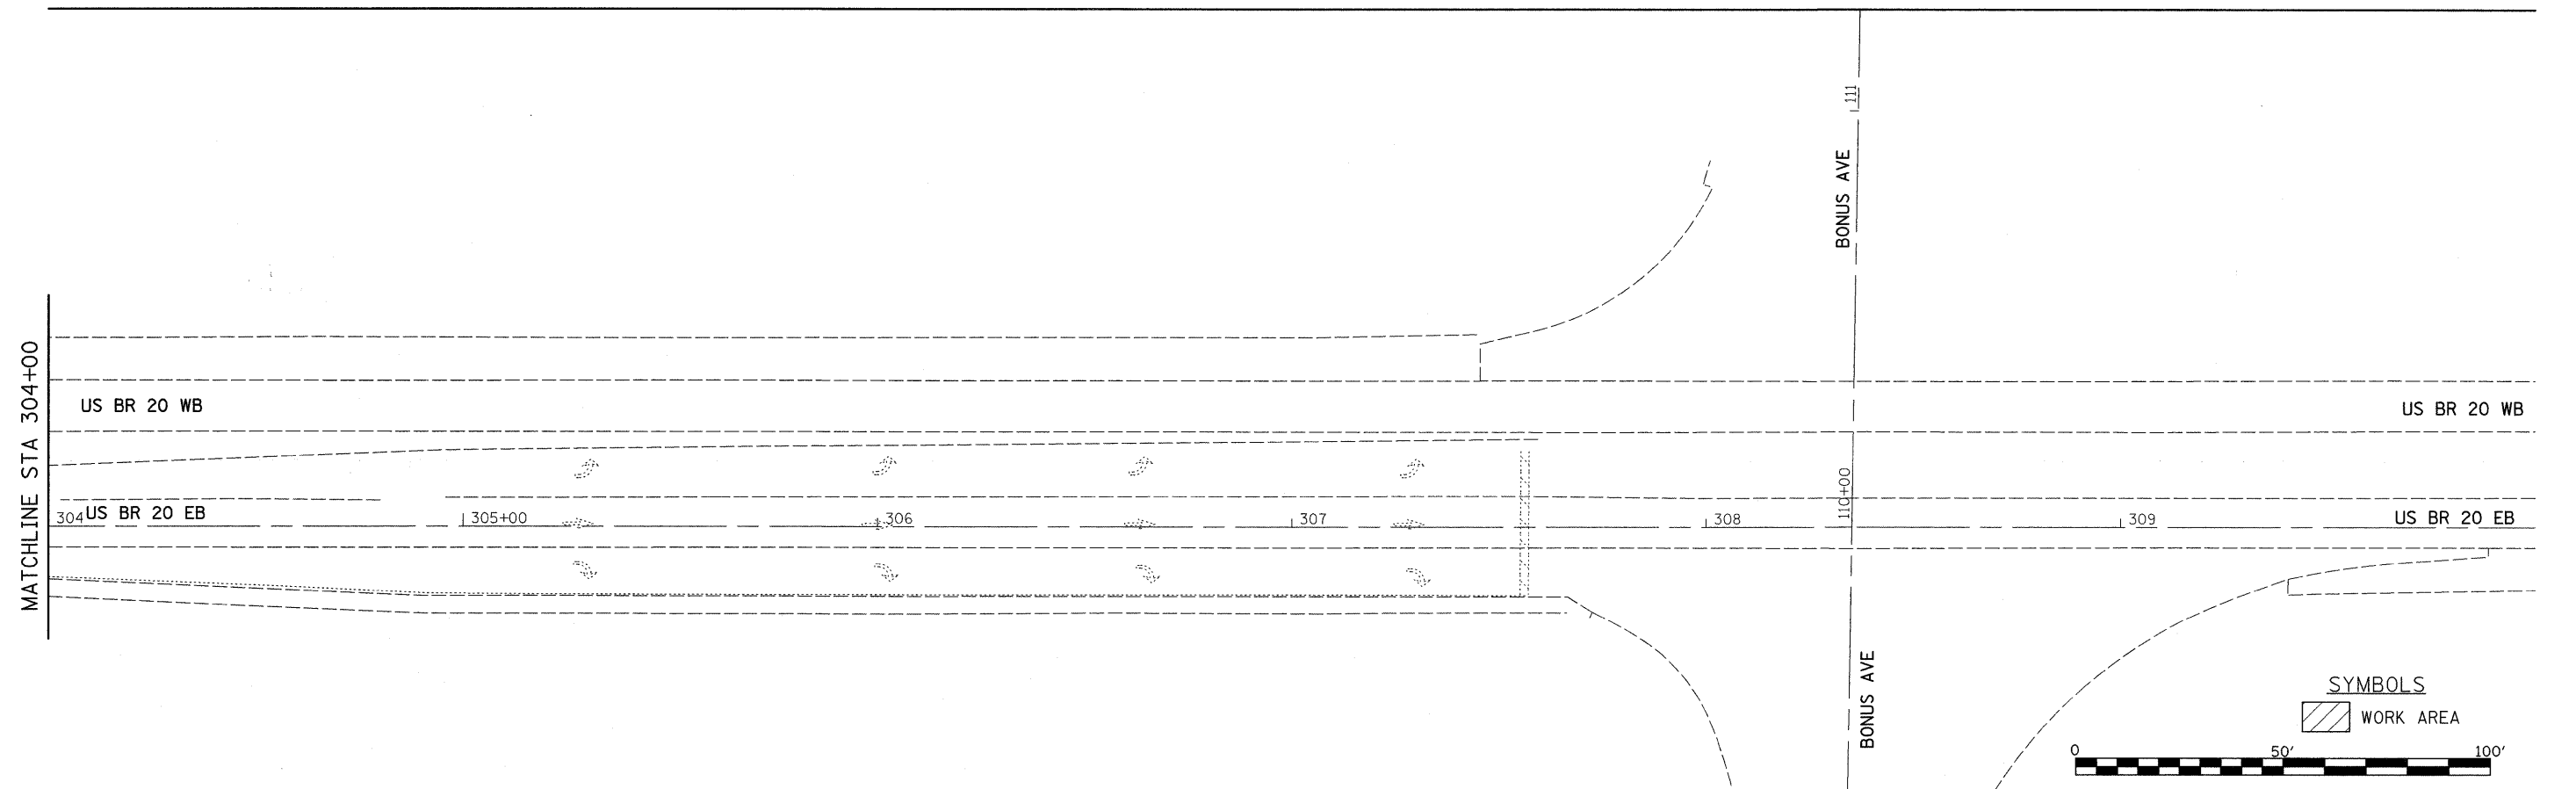 111
BONUS AVE
MATCHLINE STA 304+00
US BR 20 WB
US BR 20 WB
110+00
304
US BR 20 EB
305+00
306
307
308
309
US BR 20 EB
BONUS AVE
SYMBOLS
WORK AREA
0 50' 100'